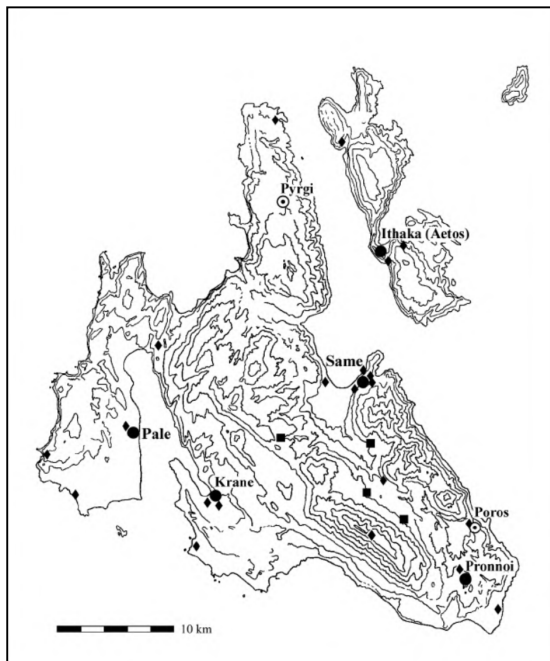 Pyrgi
Ithaka (Aetos)
Same
Pale
Krane
Poros
Pronnoi
10 km